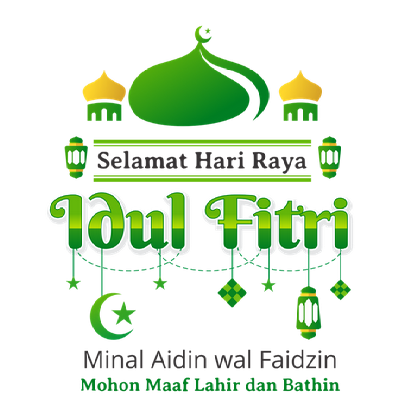 Selamat Hari Raya
Idul Fitri
Minal Aidin wal Faidzin
Mohon Maaf Lahir dan Bathin